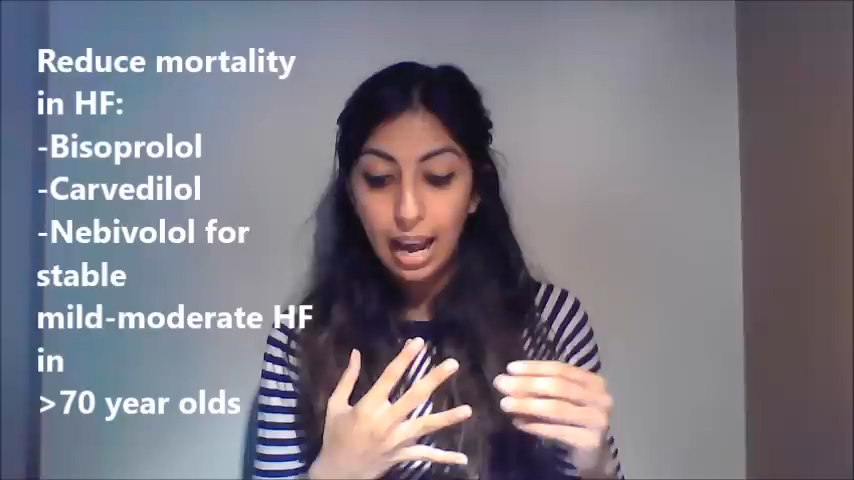 Reduce mortality
in HF:
-Bisoprolol
-Carvedilol
-Nebivolol for
stable
mild-moderate HF
in
>70 year olds